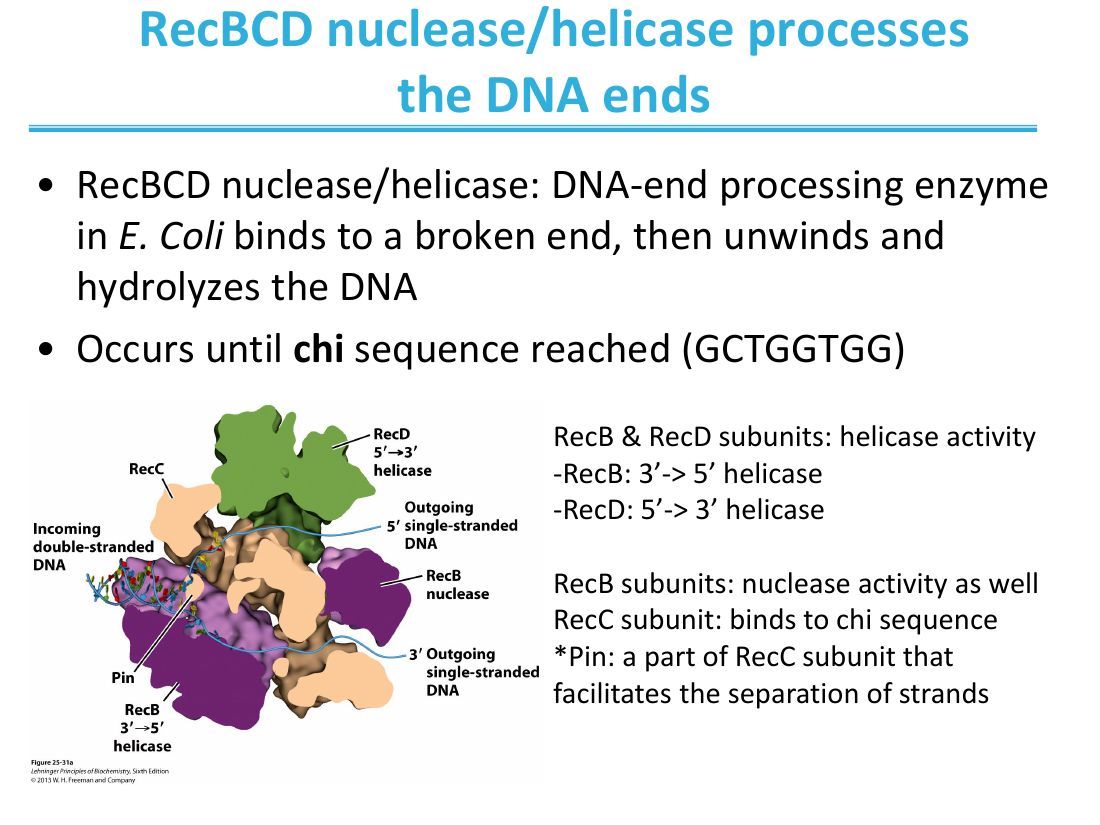 RecBCD nuclease/helicase processes
the DNA ends
• RecBCD nuclease/helicase: DNA-end processing enzyme
in E. Coli binds to a broken end, then unwinds and
hydrolyzes the DNA
• Occurs until chi sequence reached (GCTGGTGG)
RecD
5′→3′
helicase
RecC
Outgoing
5′ single-stranded
DNA
Incoming
double-stranded
DNA
RecB
nuclease
3′ Outgoing
single-stranded
DNA
Pin
RecB
3′→5′
helicase
Figure 25-31a
Lehninger Principles of Biochemistry, Sixth Edition
© 2013 W. H. Freeman and Company
RecB & RecD subunits: helicase activity
-RecB: 3’-> 5’ helicase
-RecD: 5’-> 3’ helicase
RecB subunits: nuclease activity as well
RecC subunit: binds to chi sequence
*Pin: a part of RecC subunit that
facilitates the separation of strands